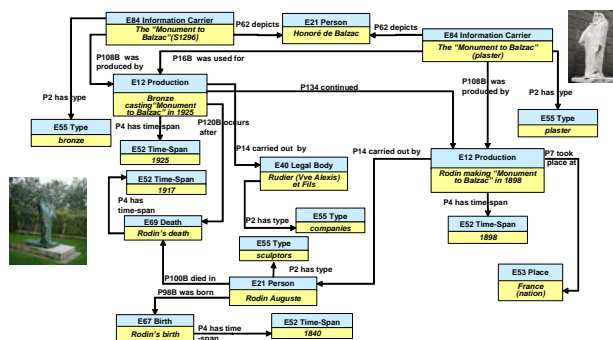 E84 Information Carrier
The "Monument to
Balzac"(S1296)
P62 depicts
E21 Person
Honoré de Balzac
P62 depicts
E84 Information Carrier
The "Monument to Balzac"
(plaster)
P108B was
produced by
P16B was used for
E12 Production
Bronze
casting"Monument
to Balzac" in 1925
P134 continued
P108B was
produced by
P2 has type
P2 has type
E55 Type
bronze
P4 has time-span
P120B occurs
after
E55 Type
plaster
E52 Time-Span
1925
P14 carried out by
P14 carried out by
E12 Production
Rodin making "Monument
to Balzac" in 1898
P7 took
place at
E52 Time-Span
1917
E40 Legal Body
Rudier (Vve Alexis)
et Fils
P4 has
time-span
P4 has time-span
E69 Death
Rodin's death
P2 has type
E55 Type
companies
E52 Time-Span
1898
E55 Type
sculptors
P2 has type
P100B died in
E53 Place
France
(nation)
E21 Person
Rodin Auguste
P98B was born
E67 Birth
Rodin's birth
P4 has time
-span
E52 Time-Span
1840